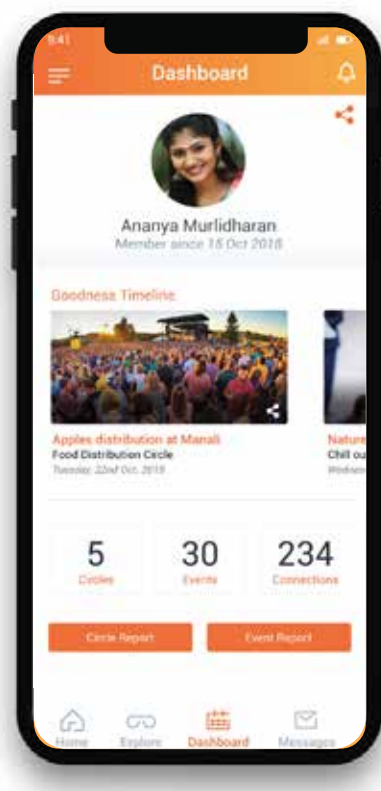 9:41
Dashboard
Ananya Murlidharan
Member since 15 Oct 2018
Goodness Timeline
Apples distribution at Manali
Food Distribution Circle
Tuesday, 22nd Oct, 2018
Nature
Chill ou
5
Circles
30
Events
234
Connections
Circle Report
Event Report
Home
Explore
Dashboard
Messages